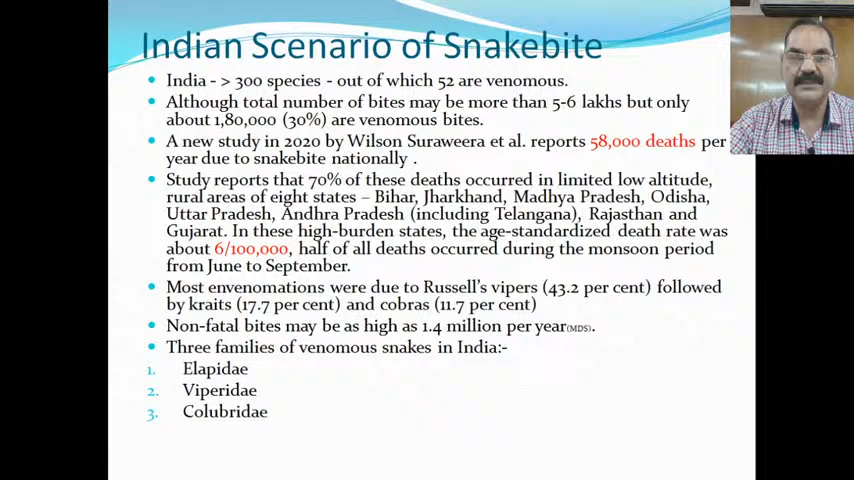 Indian Scenario of Snakebite
India - > 300 species - out of which 52 are venomous.
Although total number of bites may be more than 5-6 lakhs but only
about 1,80,000 (30%) are venomous bites.
A new study in 2020 by Wilson Suraweera et al. reports 58,000 deaths per
year due to snakebite nationally .
Study reports that 70% of these deaths occurred in limited low altitude,
rural areas of eight states – Bihar, Jharkhand, Madhya Pradesh, Odisha,
Uttar Pradesh, Andhra Pradesh (including Telangana), Rajasthan and
Gujarat. In these high-burden states, the age-standardized death rate was
about 6/100,000, half of all deaths occurred during the monsoon period
from June to September.
Most envenomations were due to Russell's vipers (43.2 per cent) followed
by kraits (17.7 per cent) and cobras (11.7 per cent)
Non-fatal bites may be as high as 1.4 million per year(MDS).
Three families of venomous snakes in India:-
1. Elapidae
2. Viperidae
3. Colubridae